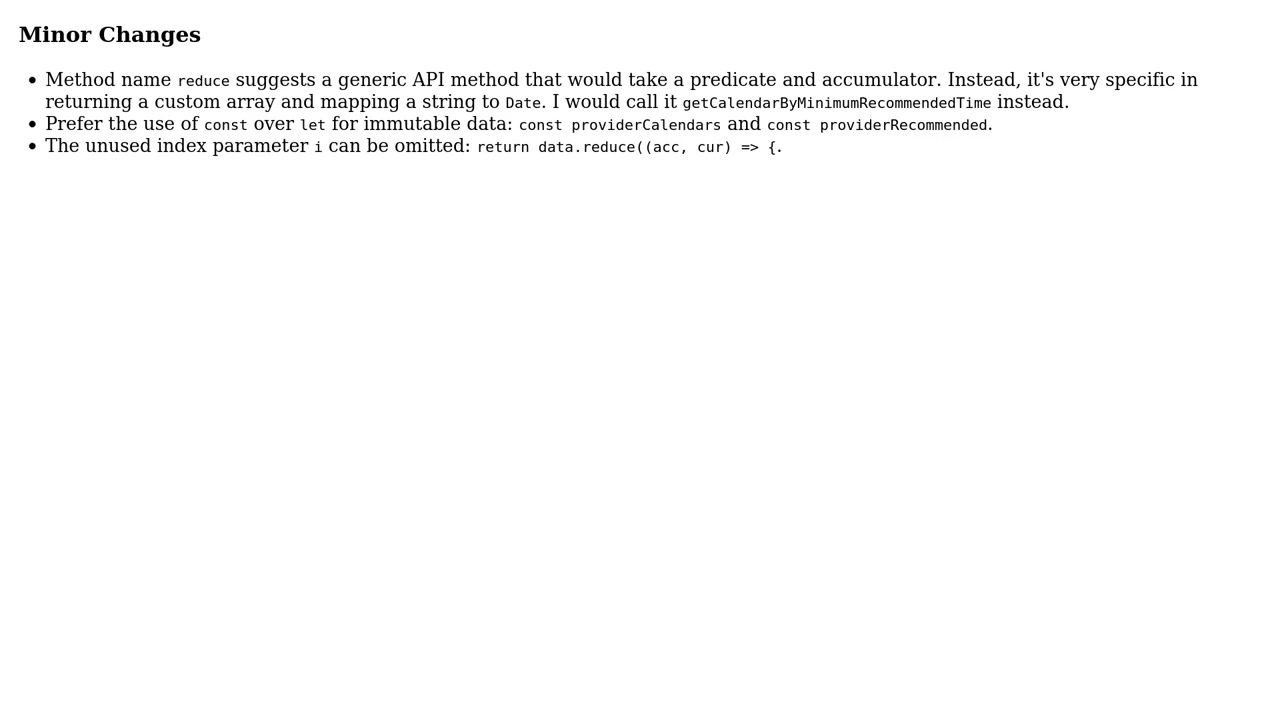 Minor Changes
Method name reduce suggests a generic API method that would take a predicate and accumulator. Instead, it's very specific in
returning a custom array and mapping a string to Date. I would call it getCalendarByMinimumRecommendedTime instead.
Prefer the use of const over let for immutable data: const providerCalendars and const providerRecommended.
The unused index parameter i can be omitted: return data.reduce((acc, cur) => {.